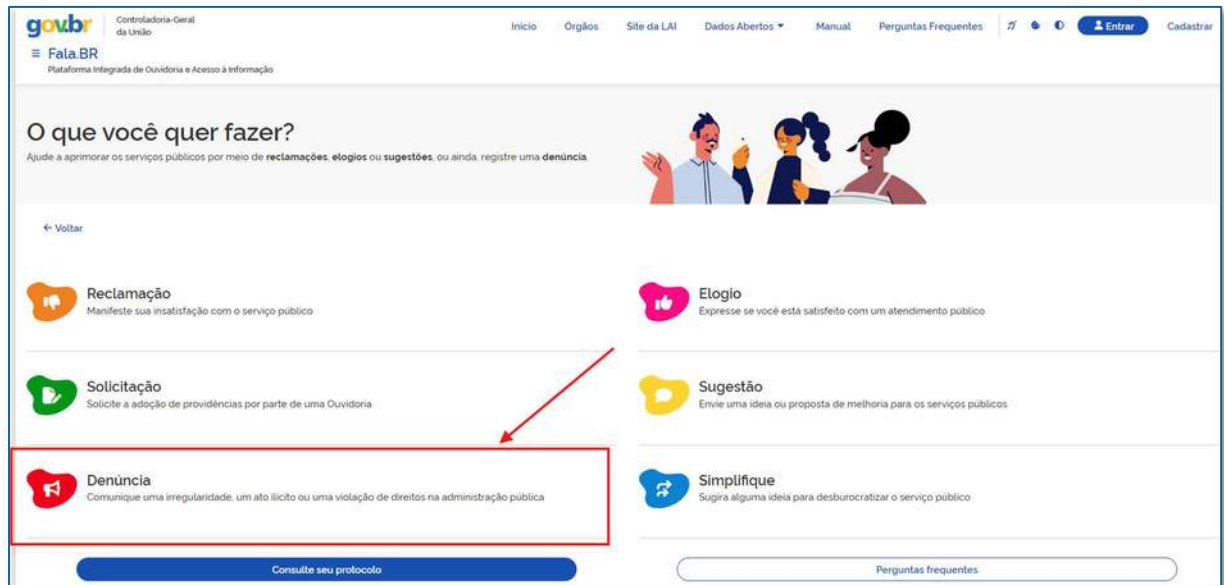 gov.br
Controladoria-Geral
da União
Início Órgãos Site da LAI Dados Abertos Manual Perguntas Frequentes Entrar Cadastrar
Fala.BR
Plataforma Integrada de Ouvidoria e Acesso à Informação
O que você quer fazer?
Ajude a aprimorar os serviços públicos por meio de reclamações, elogios ou sugestões, ou ainda, registre uma denúncia.
← Voltar
Reclamação
Manifeste sua insatisfação com o serviço público
Elogio
Expresse se você está satisfeito com um atendimento público
Solicitação
Solicite a adoção de providências por parte de uma Ouvidoria
Sugestão
Envie uma ideia ou proposta de melhoria para os serviços públicos
Denúncia
Comunique uma irregularidade, um ato ilícito ou uma violação de direitos na administração pública
Simplifique
Sugira alguma ideia para desburocratizar o serviço público
Consulte seu protocolo
Perguntas frequentes